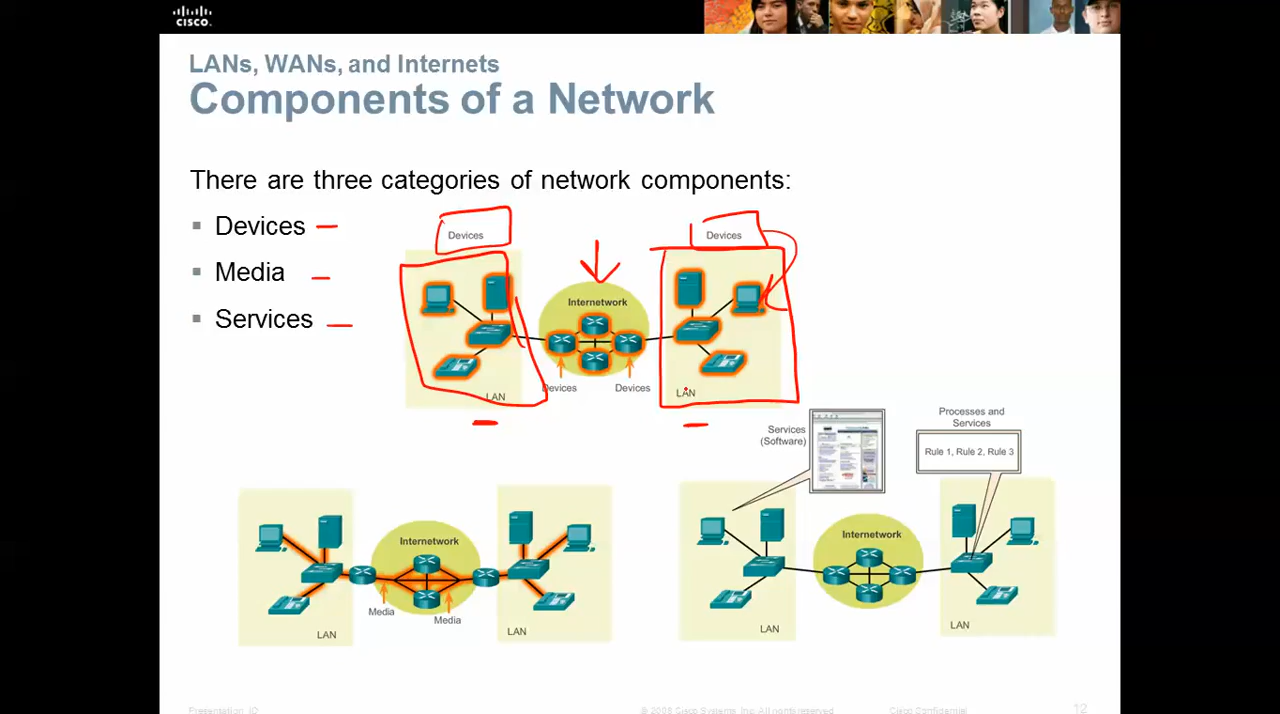 CISCO.
LANs, WANs, and Internets
Components of a Network
There are three categories of network components:
▪ Devices
▪ Media
▪ Services
Devices
Devices
Internetwork
Devices
Devices
LAN
LAN
Services
(Software)
Processes and
Services
Rule 1, Rule 2, Rule 3
Internetwork
Media
Media
LAN
LAN
Internetwork
LAN
LAN
Presentation_ID
© 2008 Cisco Systems, Inc. All rights reserved.
Cisco Confidential
12